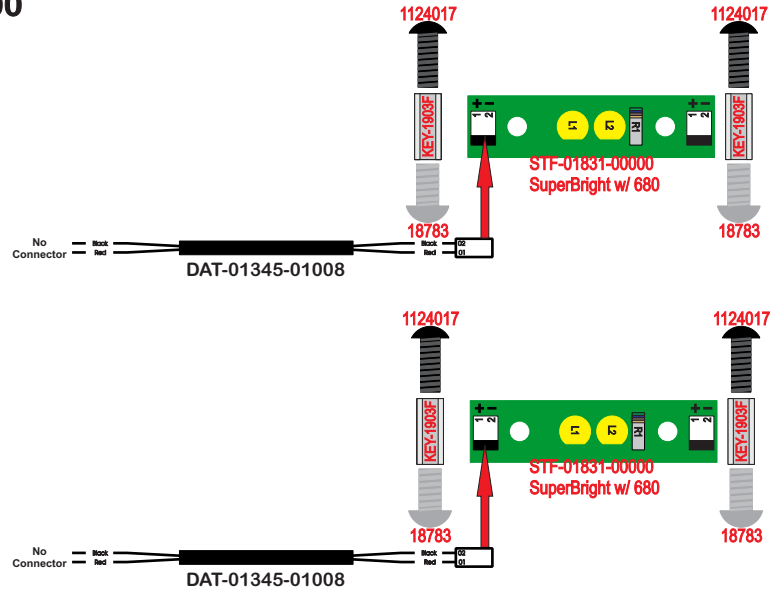 00
1124017
1124017
+ -
1
2
L1
L2
R1
+ -
KEY-1903F
KEY-1903F
STF-01831-00000
SuperBright w/ 680
18783
18783
No
Connector
Black
Red
Black
Red
02
01
DAT-01345-01008
1124017
1124017
+ -
1
2
L1
L2
R1
+ -
1
2
KEY-1903F
KEY-1903F
STF-01831-00000
SuperBright w/ 680
18783
18783
No
Connector
Black
Red
Black
Red
02
01
DAT-01345-01008